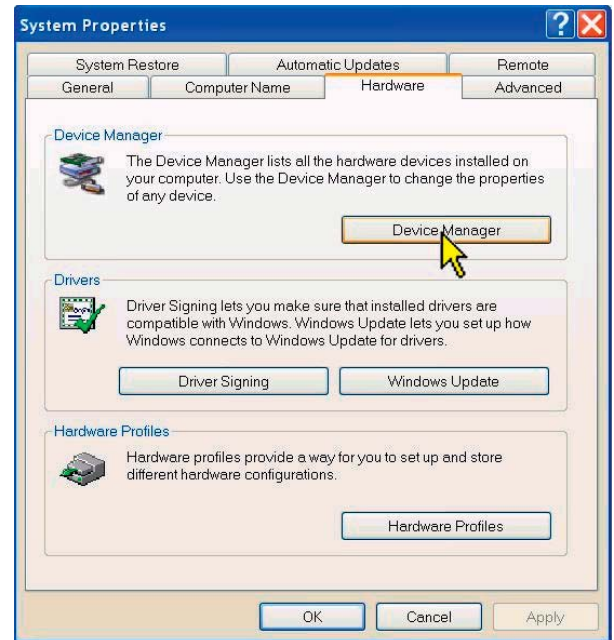 System Properties
?
System Restore Automatic Updates Remote
General Computer Name Hardware Advanced
Device Manager
The Device Manager lists all the hardware devices installed on
your computer. Use the Device Manager to change the properties
of any device.
Device Manager
Drivers
Driver Signing lets you make sure that installed drivers are
compatible with Windows. Windows Update lets you set up how
Windows connects to Windows Update for drivers.
Driver Signing Windows Update
Hardware Profiles
Hardware profiles provide a way for you to set up and store
different hardware configurations.
Hardware Profiles
OK Cancel Apply